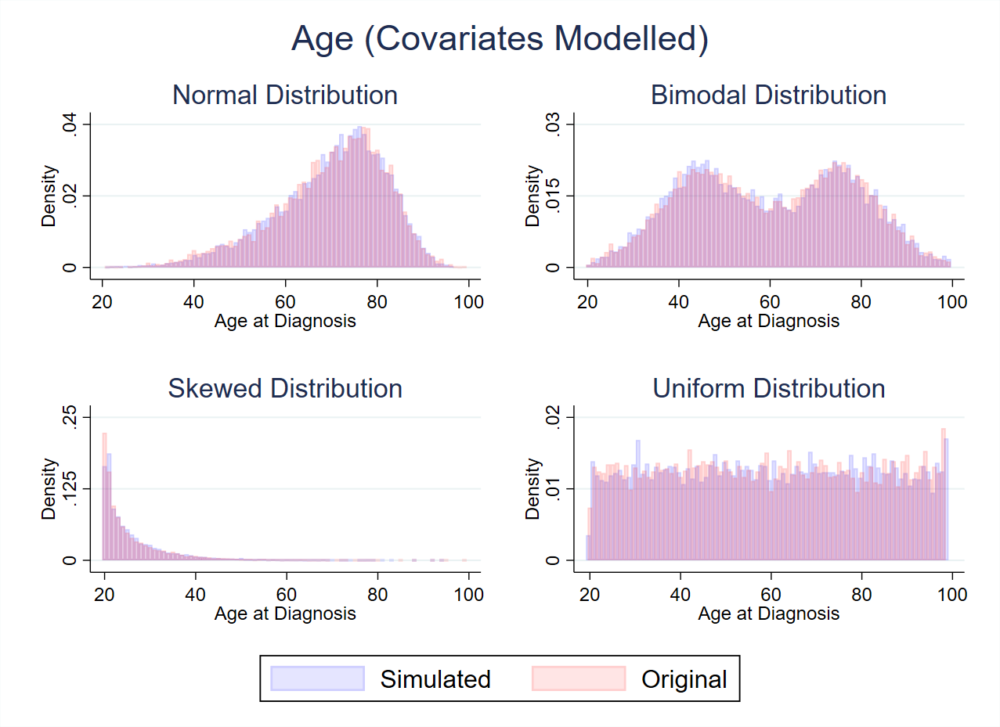 Age (Covariates Modelled)
Normal Distribution
Density
0 .02 .04
20 40 60 80 100
Age at Diagnosis
Bimodal Distribution
Density
0 .015 .03
20 40 60 80 100
Age at Diagnosis
Skewed Distribution
Density
0 .125 .25
20 40 60 80 100
Age at Diagnosis
Uniform Distribution
Density
0 .01 .02
20 40 60 80 100
Age at Diagnosis
Simulated Original